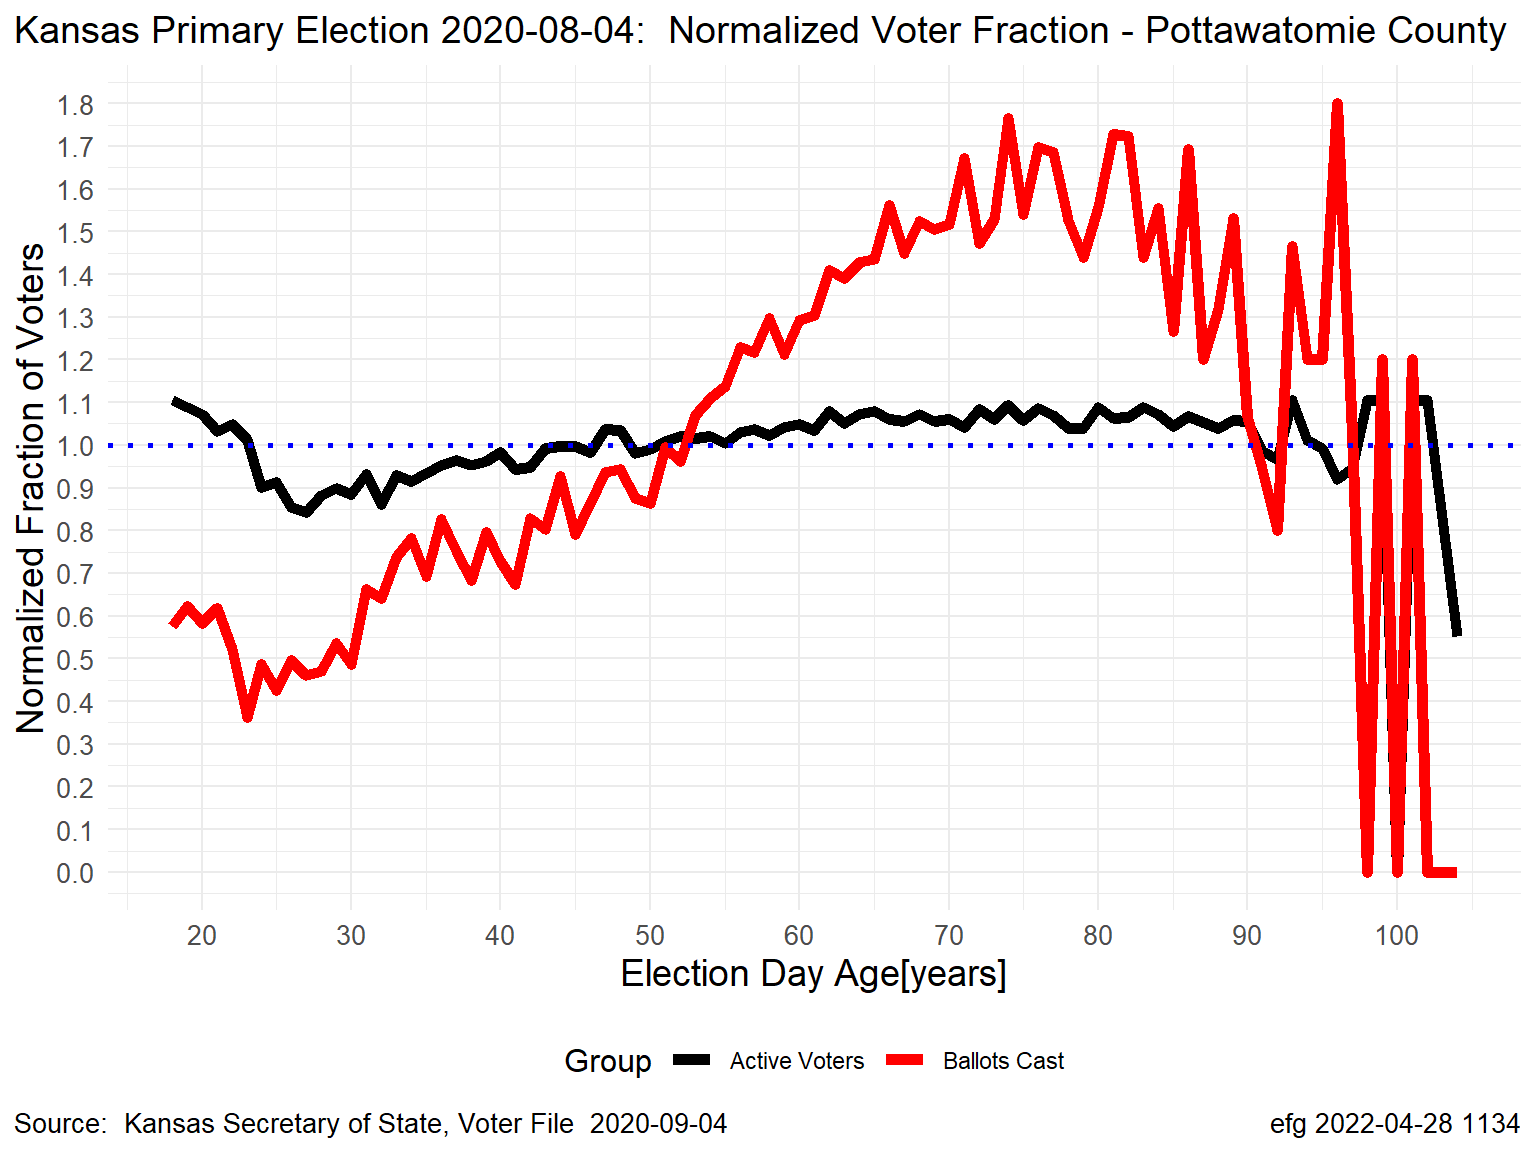 Kansas Primary Election 2020-08-04:  Normalized Voter Fraction - Pottawatomie County
Normalized Fraction of Voters
1.8
1.7
1.6
1.5
1.4
1.3
1.2
1.1
1.0
0.9
0.8
0.7
0.6
0.5
0.4
0.3
0.2
0.1
0.0
20 30 40 50 60 70 80 90 100
Election Day Age[years]
Group Active Voters Ballots Cast
Source:  Kansas Secretary of State, Voter File  2020-09-04
efg 2022-04-28 1134